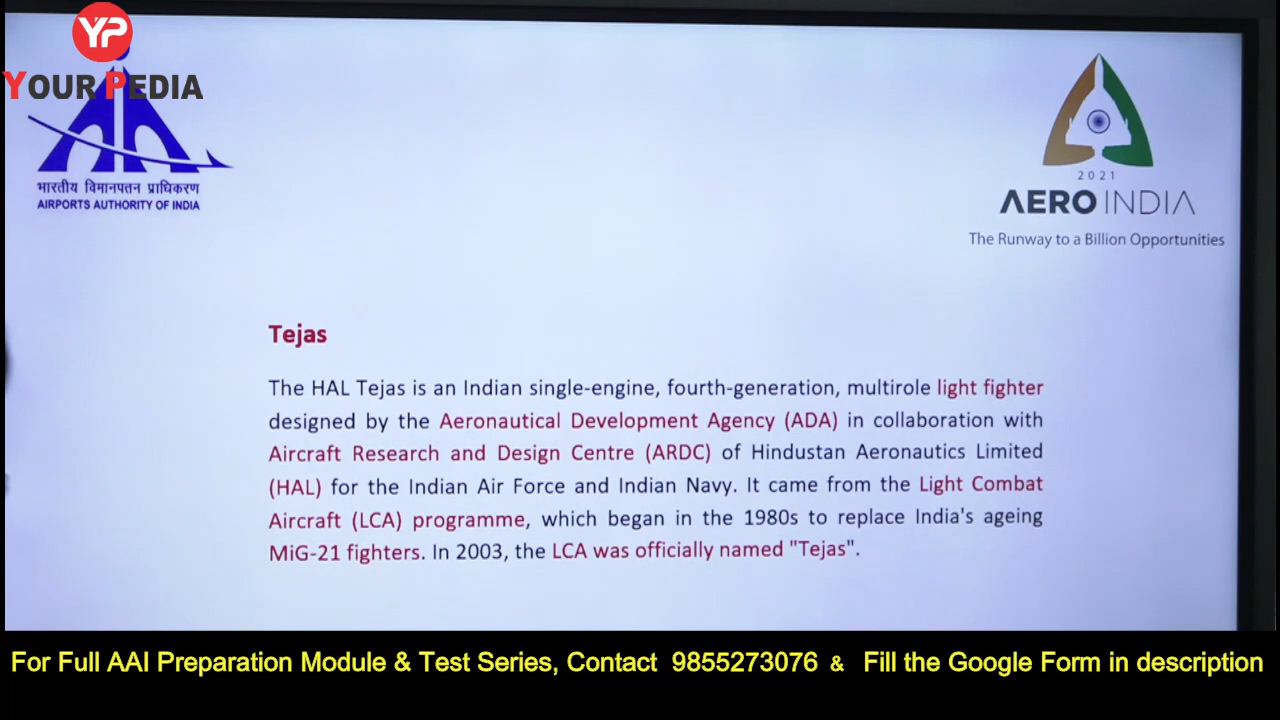 YP
YOUR PEDIA
भारतीय विमानपत्तन प्राधिकरण
AIRPORTS AUTHORITY OF INDIA
2021
AERO INDIA
The Runway to a Billion Opportunities
Tejas
The HAL Tejas is an Indian single-engine, fourth-generation, multirole light fighter
designed by the Aeronautical Development Agency (ADA) in collaboration with
Aircraft Research and Design Centre (ARDC) of Hindustan Aeronautics Limited
(HAL) for the Indian Air Force and Indian Navy. It came from the Light Combat
Aircraft (LCA) programme, which began in the 1980s to replace India's ageing
MiG-21 fighters. In 2003, the LCA was officially named "Tejas".
For Full AAI Preparation Module & Test Series, Contact 9855273076 & Fill the Google Form in description